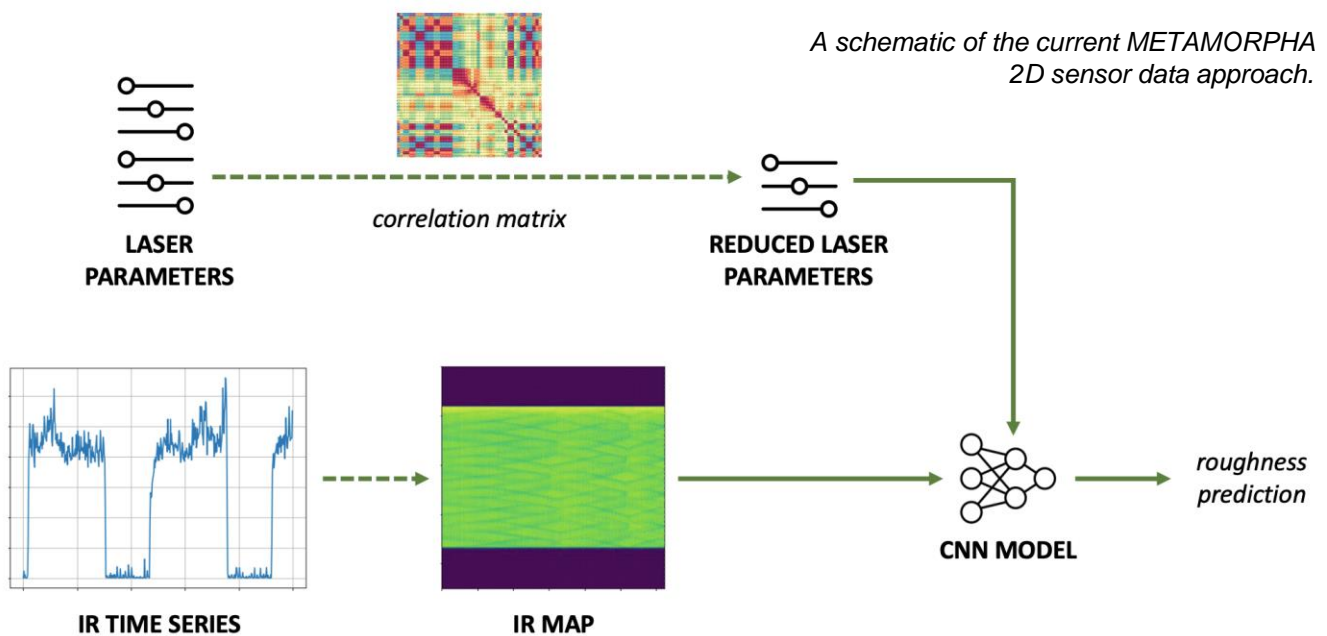 A schematic of the current METAMORPHA
2D sensor data approach.
correlation matrix
LASER
PARAMETERS
REDUCED LASER
PARAMETERS
roughness
prediction
CNN MODEL
IR TIME SERIES
IR MAP